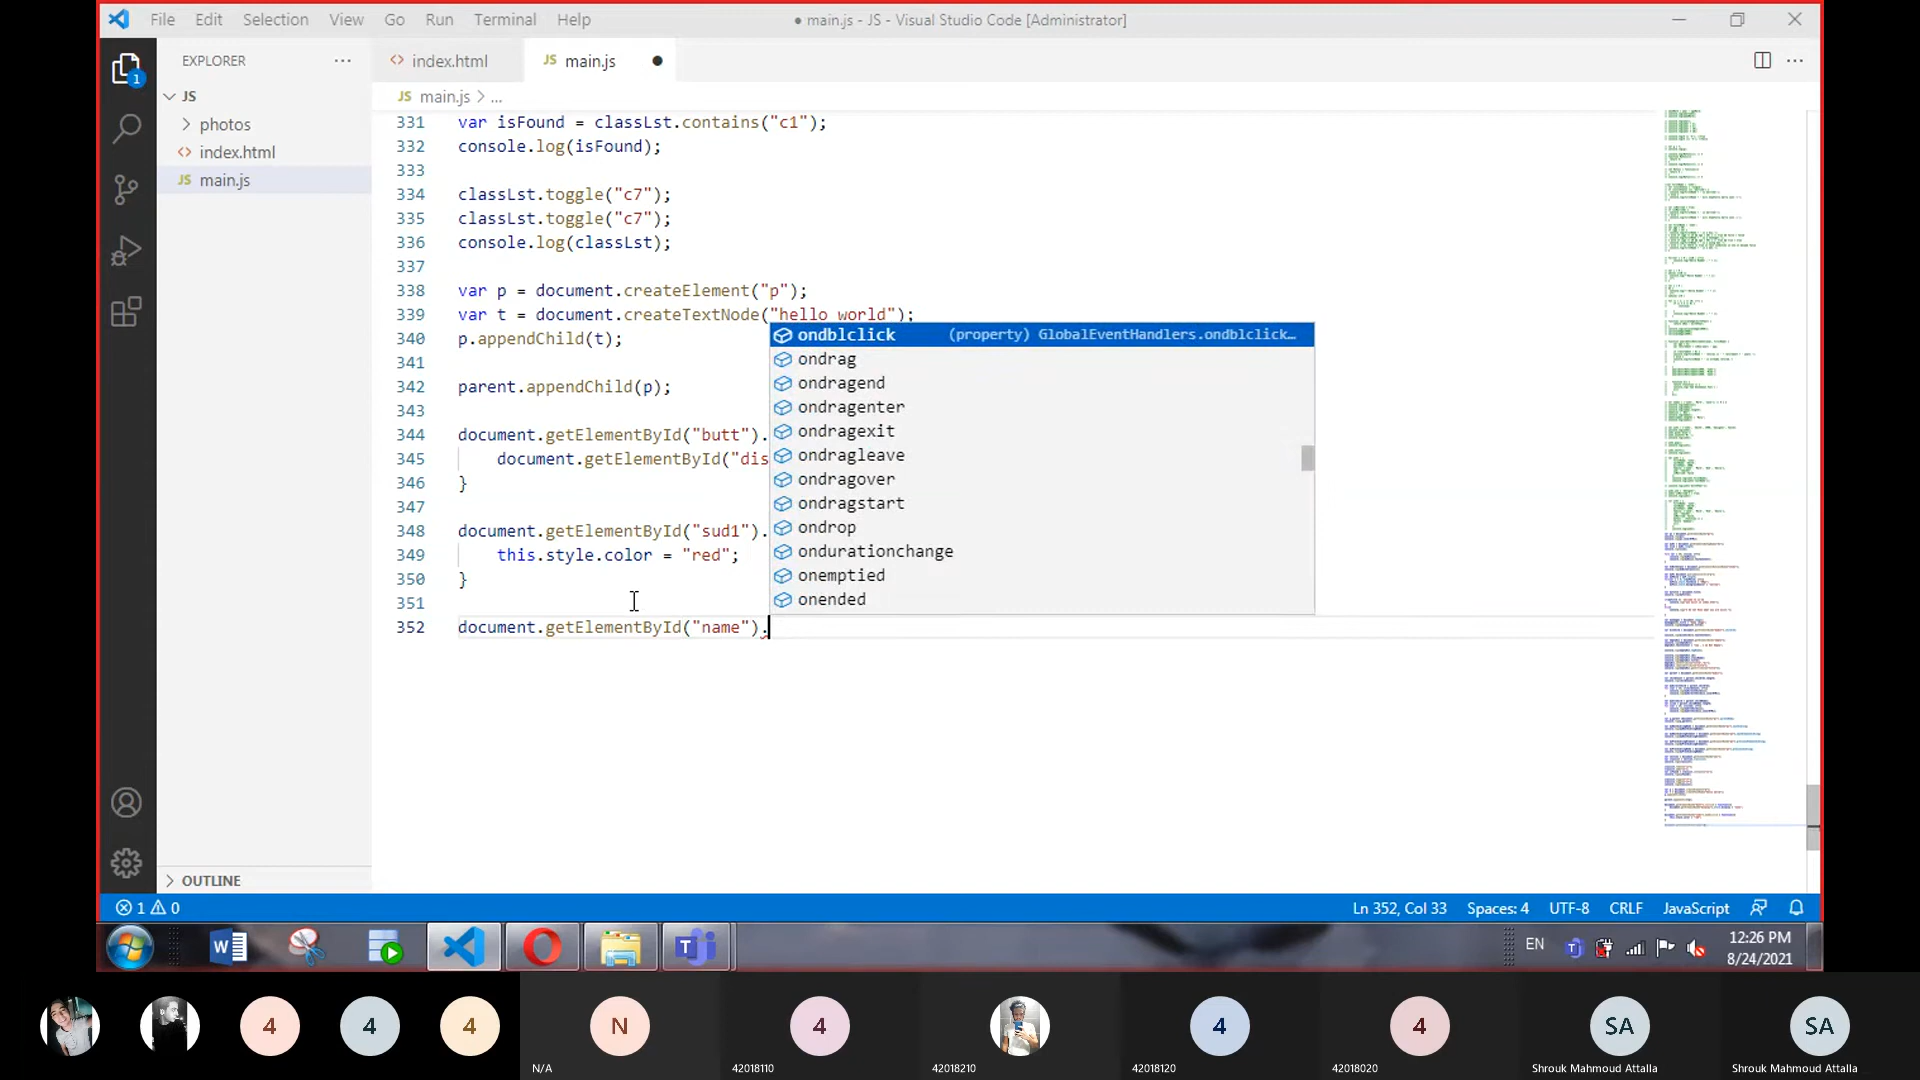 File Edit Selection View Go Run Terminal Help ● main.js - JS - Visual Studio Code [Administrator]
EXPLORER ···
index.html
JS main.js
JS
photos
index.html
JS main.js
OUTLINE
JS main.js > ...
331 var isFound = classLst.contains("c1");
332 console.log(isFound);
333
334 classLst.toggle("c7");
335 classLst.toggle("c7");
336 console.log(classLst);
337
338 var p = document.createElement("p");
339 var t = document.createTextNode("hello world");
340 p.appendChild(t);
341
342 parent.appendChild(p);
343
344 document.getElementById("butt").
345 document.getElementById("dis
346 }
347
348 document.getElementById("sud1").
349 this.style.color = "red";
350 }
351
352 document.getElementById("name").
ondblclick (property) GlobalEventHandlers.ondblclick…
ondrag
ondragend
ondragenter
ondragexit
ondragleave
ondragover
ondragstart
ondrop
ondurationchange
onemptied
onended
1
1 0 Ln 352, Col 33 Spaces: 4 UTF-8 CRLF JavaScript
EN 12:26 PM
8/24/2021
4 4 4 N 4 4 4 SA SA
N/A 42018110 42018210 42018120 42018020 Shrouk Mahmoud Attalla Shrouk Mahmoud Attalla